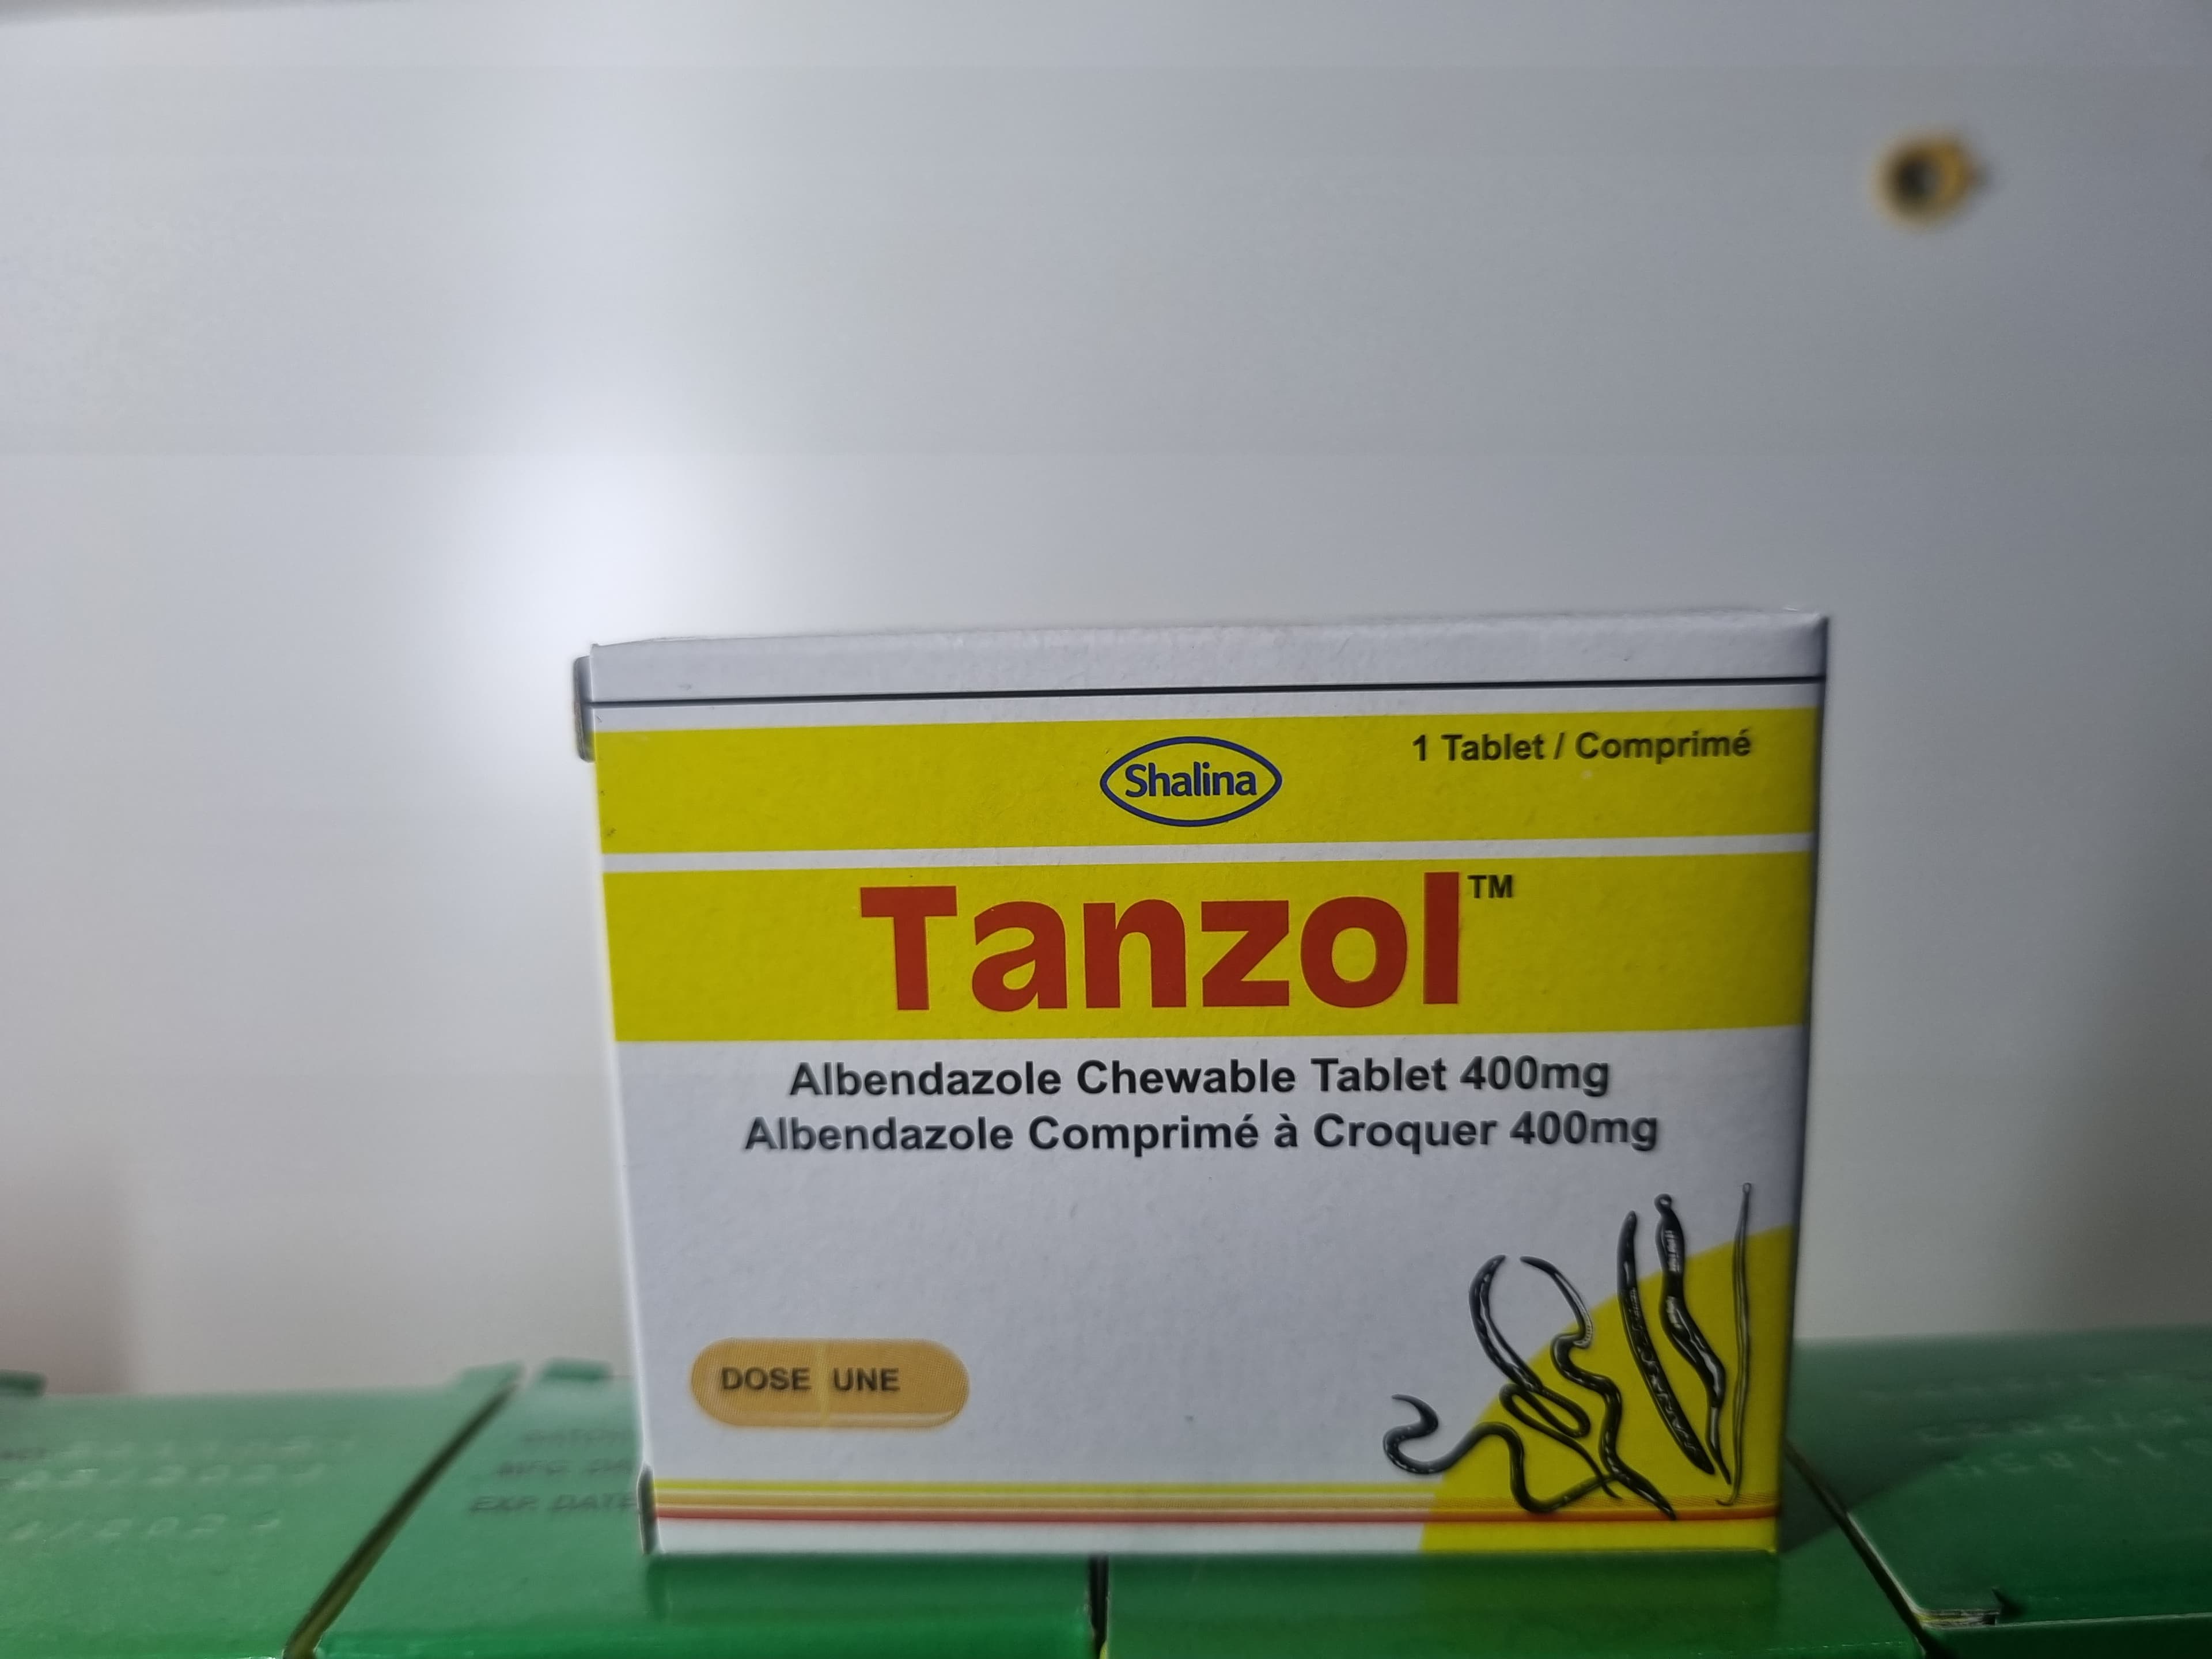 Shalina
1 Tablet / Comprimé
Tanzol™
Albendazole Chewable Tablet 400mg
Albendazole Comprimé à Croquer 400mg
DOSE UNE
EXP. DATE